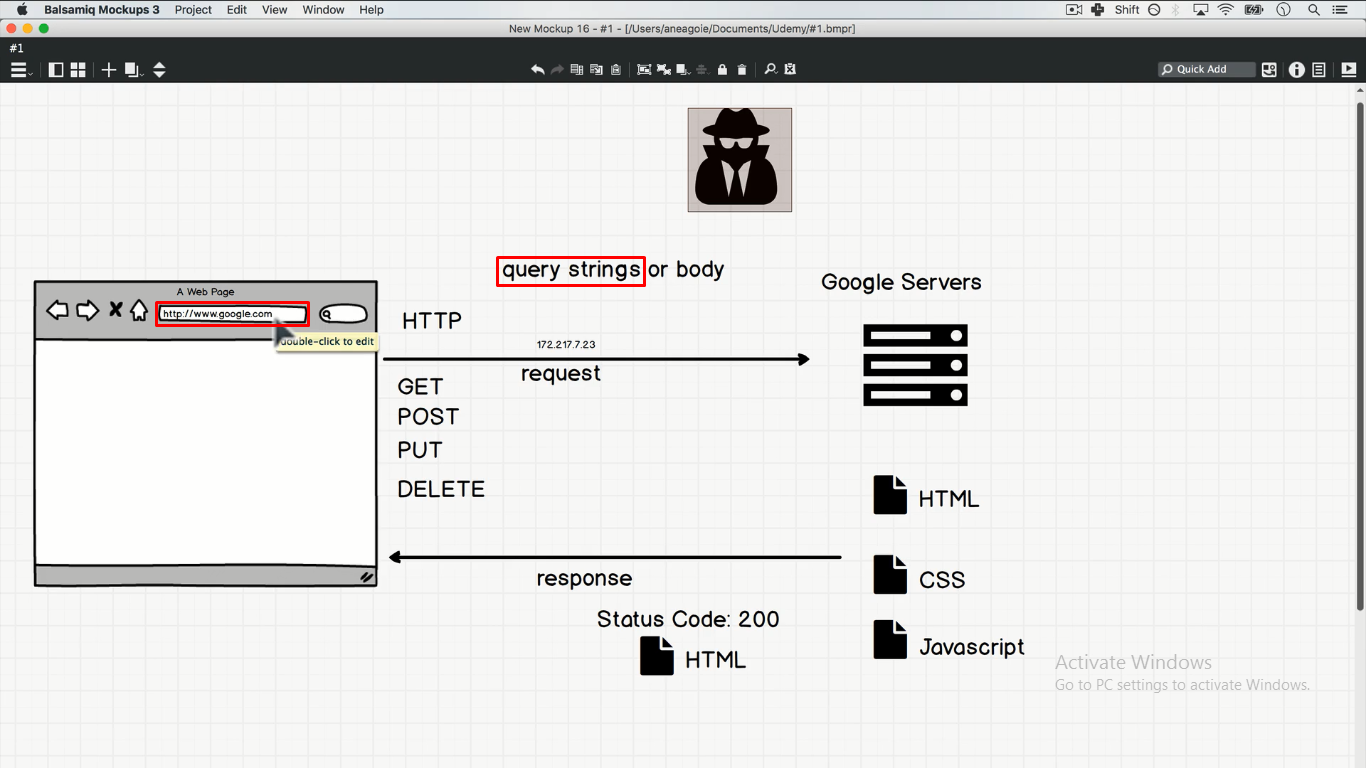 Balsamiq Mockups 3 Project Edit View Window Help Shift
New Mockup 16 - #1 - [/Users/aneagoie/Documents/Udemy/#1.bmpr]
#1
Quick Add
query strings or body
Google Servers
A Web Page
http://www.google.com
double-click to edit
HTTP
172.217.7.23
request
GET
POST
PUT
DELETE
HTML
response
CSS
Status Code: 200
HTML
Javascript
Activate Windows
Go to PC settings to activate Windows.